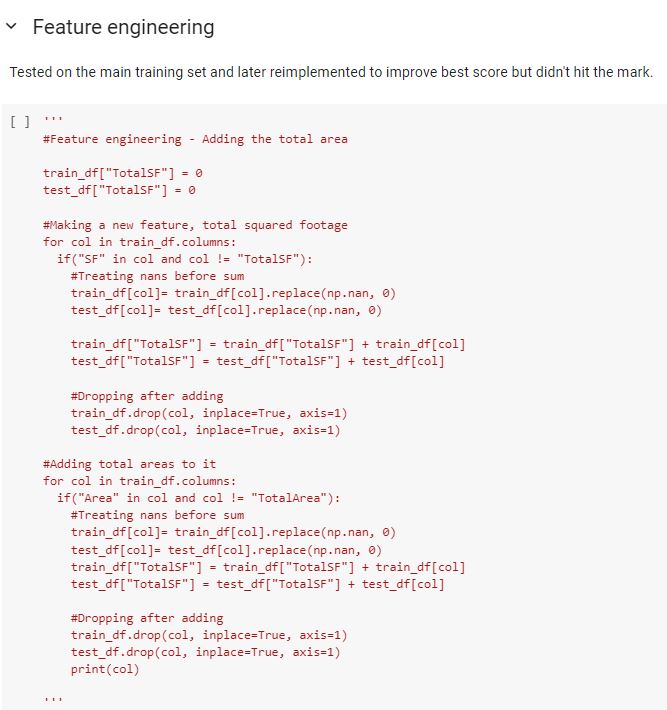 Feature engineering
Tested on the main training set and later reimplemented to improve best score but didn't hit the mark.
[ ] '''
#Feature engineering - Adding the total area
train_df["TotalSF"] = 0
test_df["TotalSF"] = 0
#Making a new feature, total squared footage
for col in train_df.columns:
if("SF" in col and col != "TotalSF"):
#Treating nans before sum
train_df[col]= train_df[col].replace(np.nan, 0)
test_df[col]= test_df[col].replace(np.nan, 0)
train_df["TotalSF"] = train_df["TotalSF"] + train_df[col]
test_df["TotalSF"] = test_df["TotalSF"] + test_df[col]
#Dropping after adding
train_df.drop(col, inplace=True, axis=1)
test_df.drop(col, inplace=True, axis=1)
#Adding total areas to it
for col in train_df.columns:
if("Area" in col and col != "TotalArea"):
#Treating nans before sum
train_df[col]= train_df[col].replace(np.nan, 0)
test_df[col]= test_df[col].replace(np.nan, 0)
train_df["TotalSF"] = train_df["TotalSF"] + train_df[col]
test_df["TotalSF"] = test_df["TotalSF"] + test_df[col]
#Dropping after adding
train_df.drop(col, inplace=True, axis=1)
test_df.drop(col, inplace=True, axis=1)
print(col)
'''